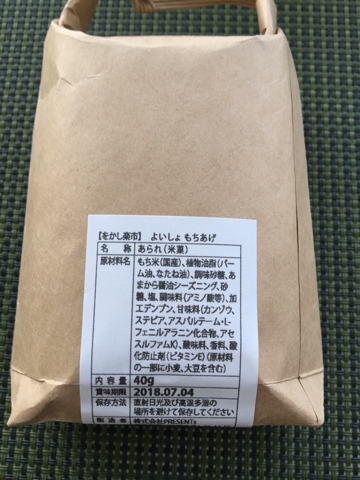 【をかし楽市】 よいしょ もちあげ
名 称 あられ(米菓)
原材料名 もち米(国産)、植物油脂(パー
ム油、なたね油)、調味砂糖、あ
まから醤油シーズニング、砂
糖、塩、調味料(アミノ酸等)、加
工デンプン、甘味料(カンゾウ、
ステビア、アスパルテーム・L-
フェニルアラニン化合物、アセ
スルファムK)、酸味料、香料、酸
化防止剤(ビタミンE)、(原材料
の一部に小麦、大豆を含む)
内 容 量 40g
賞味期限 2018.07.04
保存方法 直射日光及び高温多湿の
場所を避けて保存してください
製造者 株式会社PRESENTs